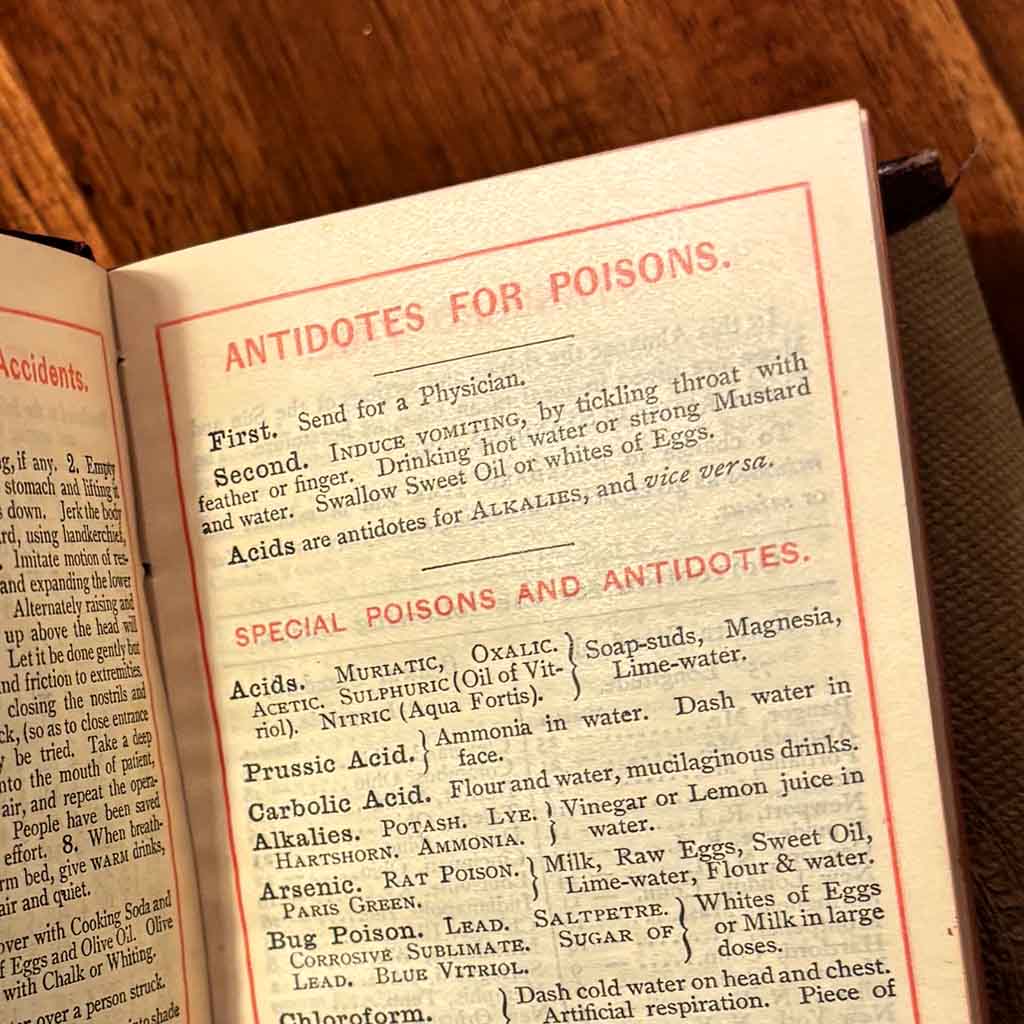 Accidents.
if any. 2. Empty
stomach and lifting it
down. Jerk the body
using handkerchief,
Imitate motion of res-
and expanding the lower
Alternately raising and
up above the head will
Let it be done gently but
friction to extremities.
closing the nostrils and
(so as to close entrance
be tried. Take a deep
into the mouth of patient,
air, and repeat the opera-
People have been saved
effort. 8. When breath-
bed, give WARM drinks,
air and quiet.
over with Cooking Soda and
of Eggs and Olive Oil. Olive
with Chalk or Whiting.
over a person struck.
into shade
ANTIDOTES FOR POISONS.
First. Send for a Physician.
Second. INDUCE VOMITING, by tickling throat with
feather or finger. Drinking hot water or strong Mustard
and water. Swallow Sweet Oil or whites of Eggs.
Acids are antidotes for ALKALIES, and vice versa.
SPECIAL POISONS AND ANTIDOTES.
Acids. MURIATIC, OXALIC. } Soap-suds, Magnesia,
ACETIC. SULPHURIC (Oil of Vit- Lime-water.
riol). NITRIC (Aqua Fortis).
Prussic Acid. } Ammonia in water. Dash water in
face.
Carbolic Acid. Flour and water, mucilaginous drinks.
Alkalies. POTASH. LYE. } Vinegar or Lemon juice in
HARTSHORN. AMMONIA. water.
Arsenic. RAT POISON. } Milk, Raw Eggs, Sweet Oil,
PARIS GREEN. Lime-water, Flour & water.
Bug Poison. LEAD. SALTPETRE. } Whites of Eggs
CORROSIVE SUBLIMATE. SUGAR OF or Milk in large
LEAD. BLUE VITRIOL. doses.
Chloroform. } Dash cold water on head and chest.
Artificial respiration. Piece of